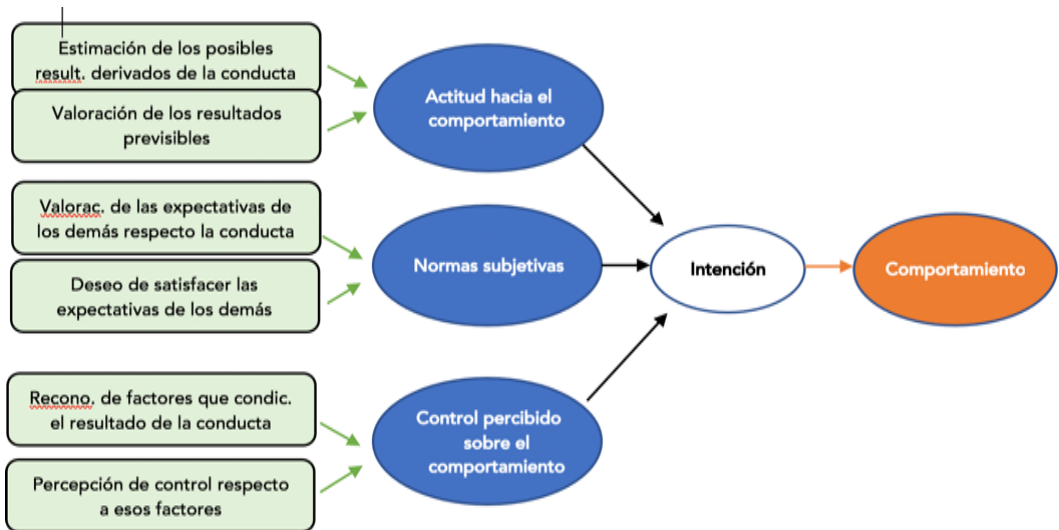 Estimación de los posibles
result. derivados de la conducta
Valoración de los resultados
previsibles
Actitud hacia el
comportamiento
Valorac. de las expectativas de
los demás respecto la conducta
Deseo de satisfacer las
expectativas de los demás
Normas subjetivas
Intención
Comportamiento
Recono. de factores que condic.
el resultado de la conducta
Percepción de control respecto
a esos factores
Control percibido
sobre el
comportamiento